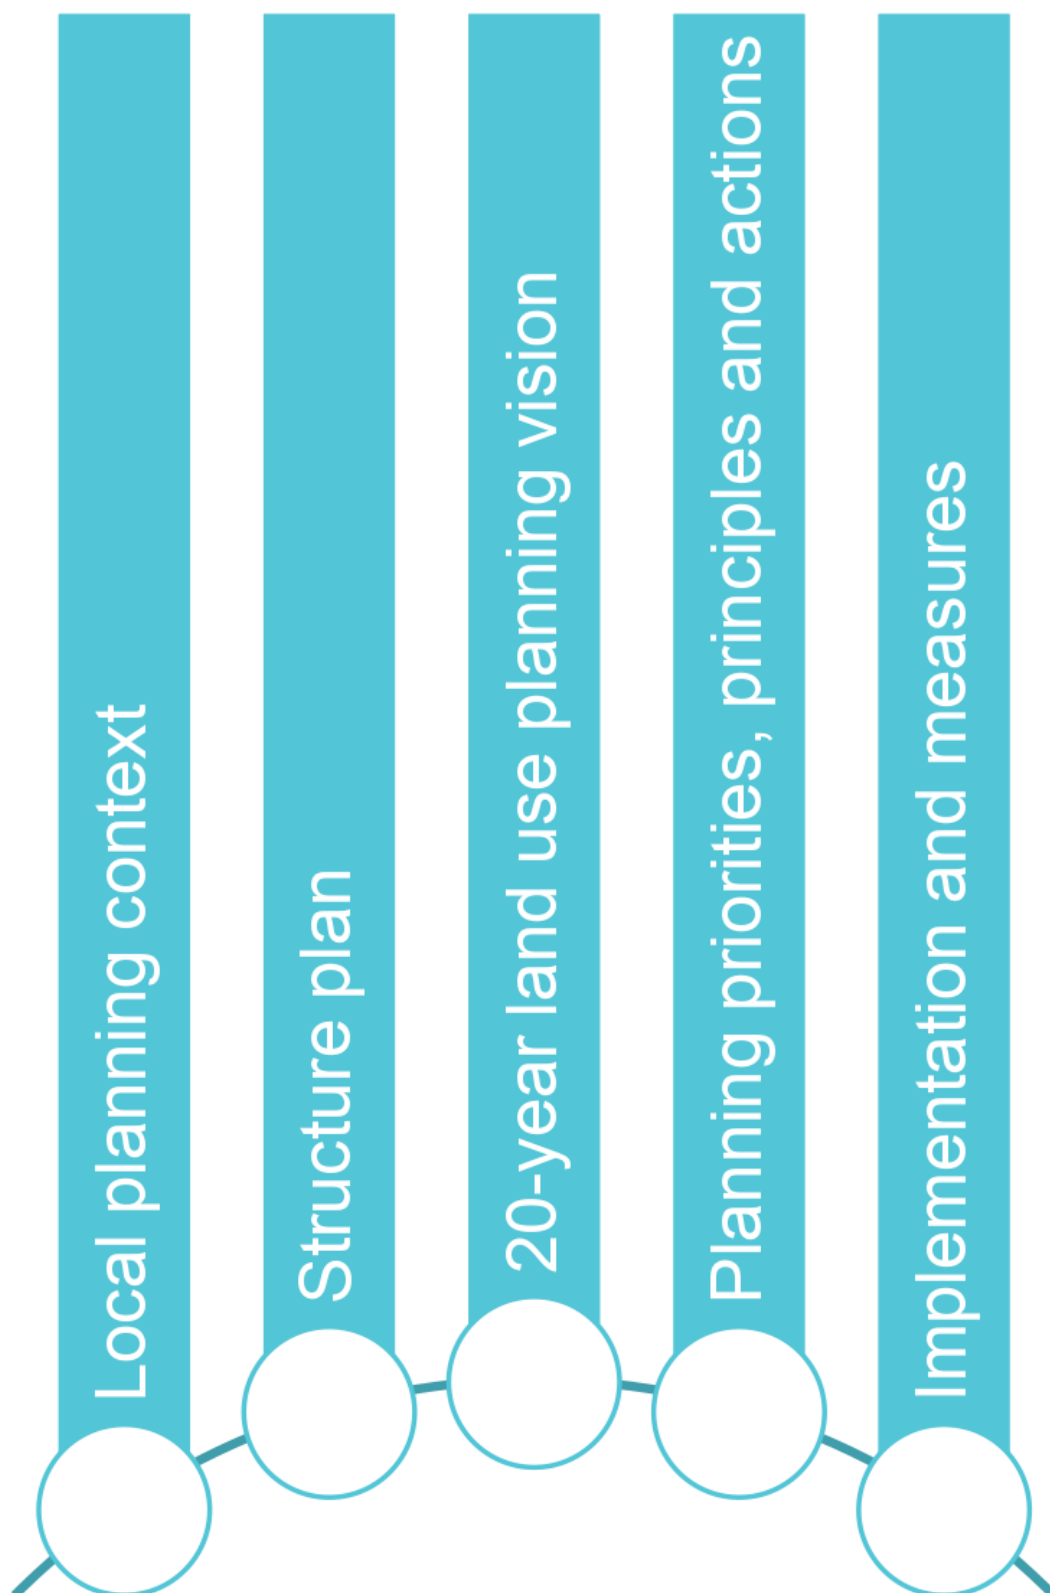 Local planning context
Structure plan
20-year land use planning vision
Planning priorities, principles and actions
Implementation and measures